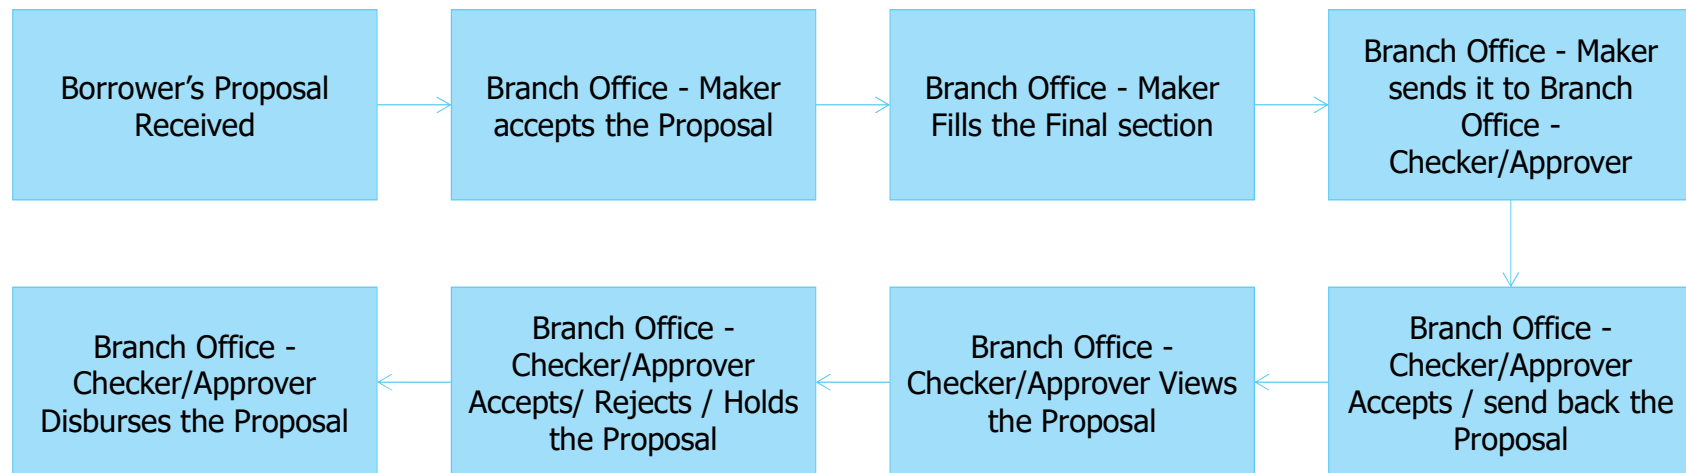 Borrower’s Proposal
Received
Branch Office - Maker
accepts the Proposal
Branch Office - Maker
Fills the Final section
Branch Office - Maker
sends it to Branch
Office -
Checker/Approver
Branch Office -
Checker/Approver
Accepts / send back the
Proposal
Branch Office -
Checker/Approver Views
the Proposal
Branch Office -
Checker/Approver
Accepts/ Rejects / Holds
the Proposal
Branch Office -
Checker/Approver
Disburses the Proposal